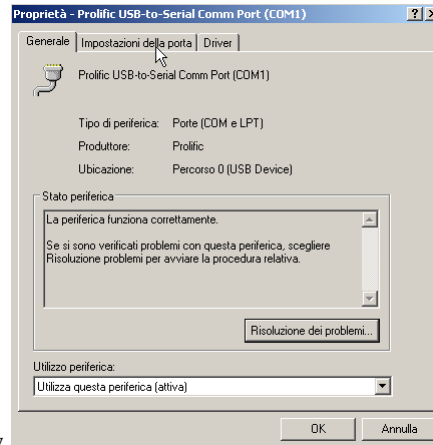 Proprietà - Prolific USB-to-Serial Comm Port (COM1)
Generale Impostazioni della porta Driver
Prolific USB-to-Serial Comm Port (COM1)
Tipo di periferica: Porte (COM e LPT)
Produttore: Prolific
Ubicazione: Percorso 0 (USB Device)
Stato periferica
La periferica funziona correttamente.
Se si sono verificati problemi con questa periferica, scegliere
Risoluzione problemi per avviare la procedura relativa.
Risoluzione dei problemi...
Utilizzo periferica:
Utilizza questa periferica (attiva)
OK Annulla